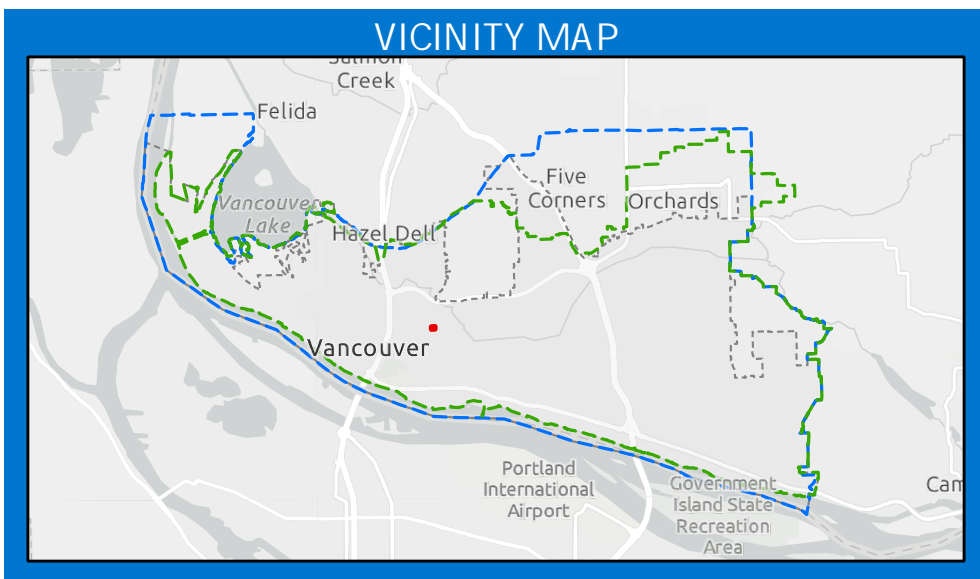 VICINITY MAP
Salmon
Creek
Felida
Five
Corners
Orchards
Vancouver
Lake
Hazel Dell
Vancouver
Portland
International
Airport
Government
Island State
Recreation
Area
Cam